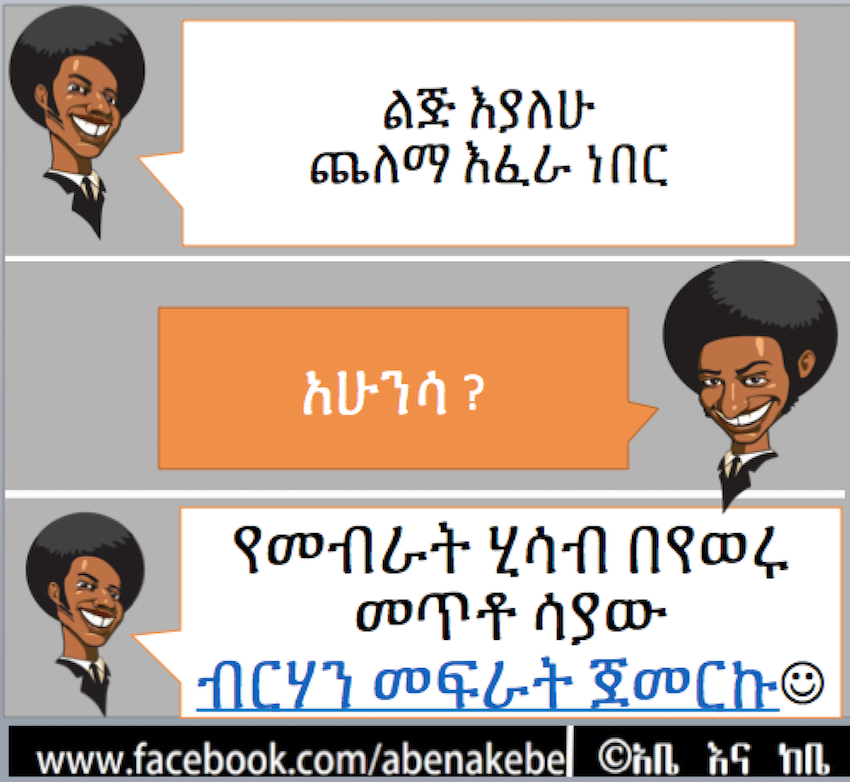 ልጅ እያለሁ
ጨለማ እፈራ ነበር
አሁንሳ ?
የመብራት ሂሳብ በየወሩ
መጥቶ ሳያው
ብርሃን መፍራት ጀመርኩ☺
www.facebook.com/abenakebe ©አቤ እና ከቤ